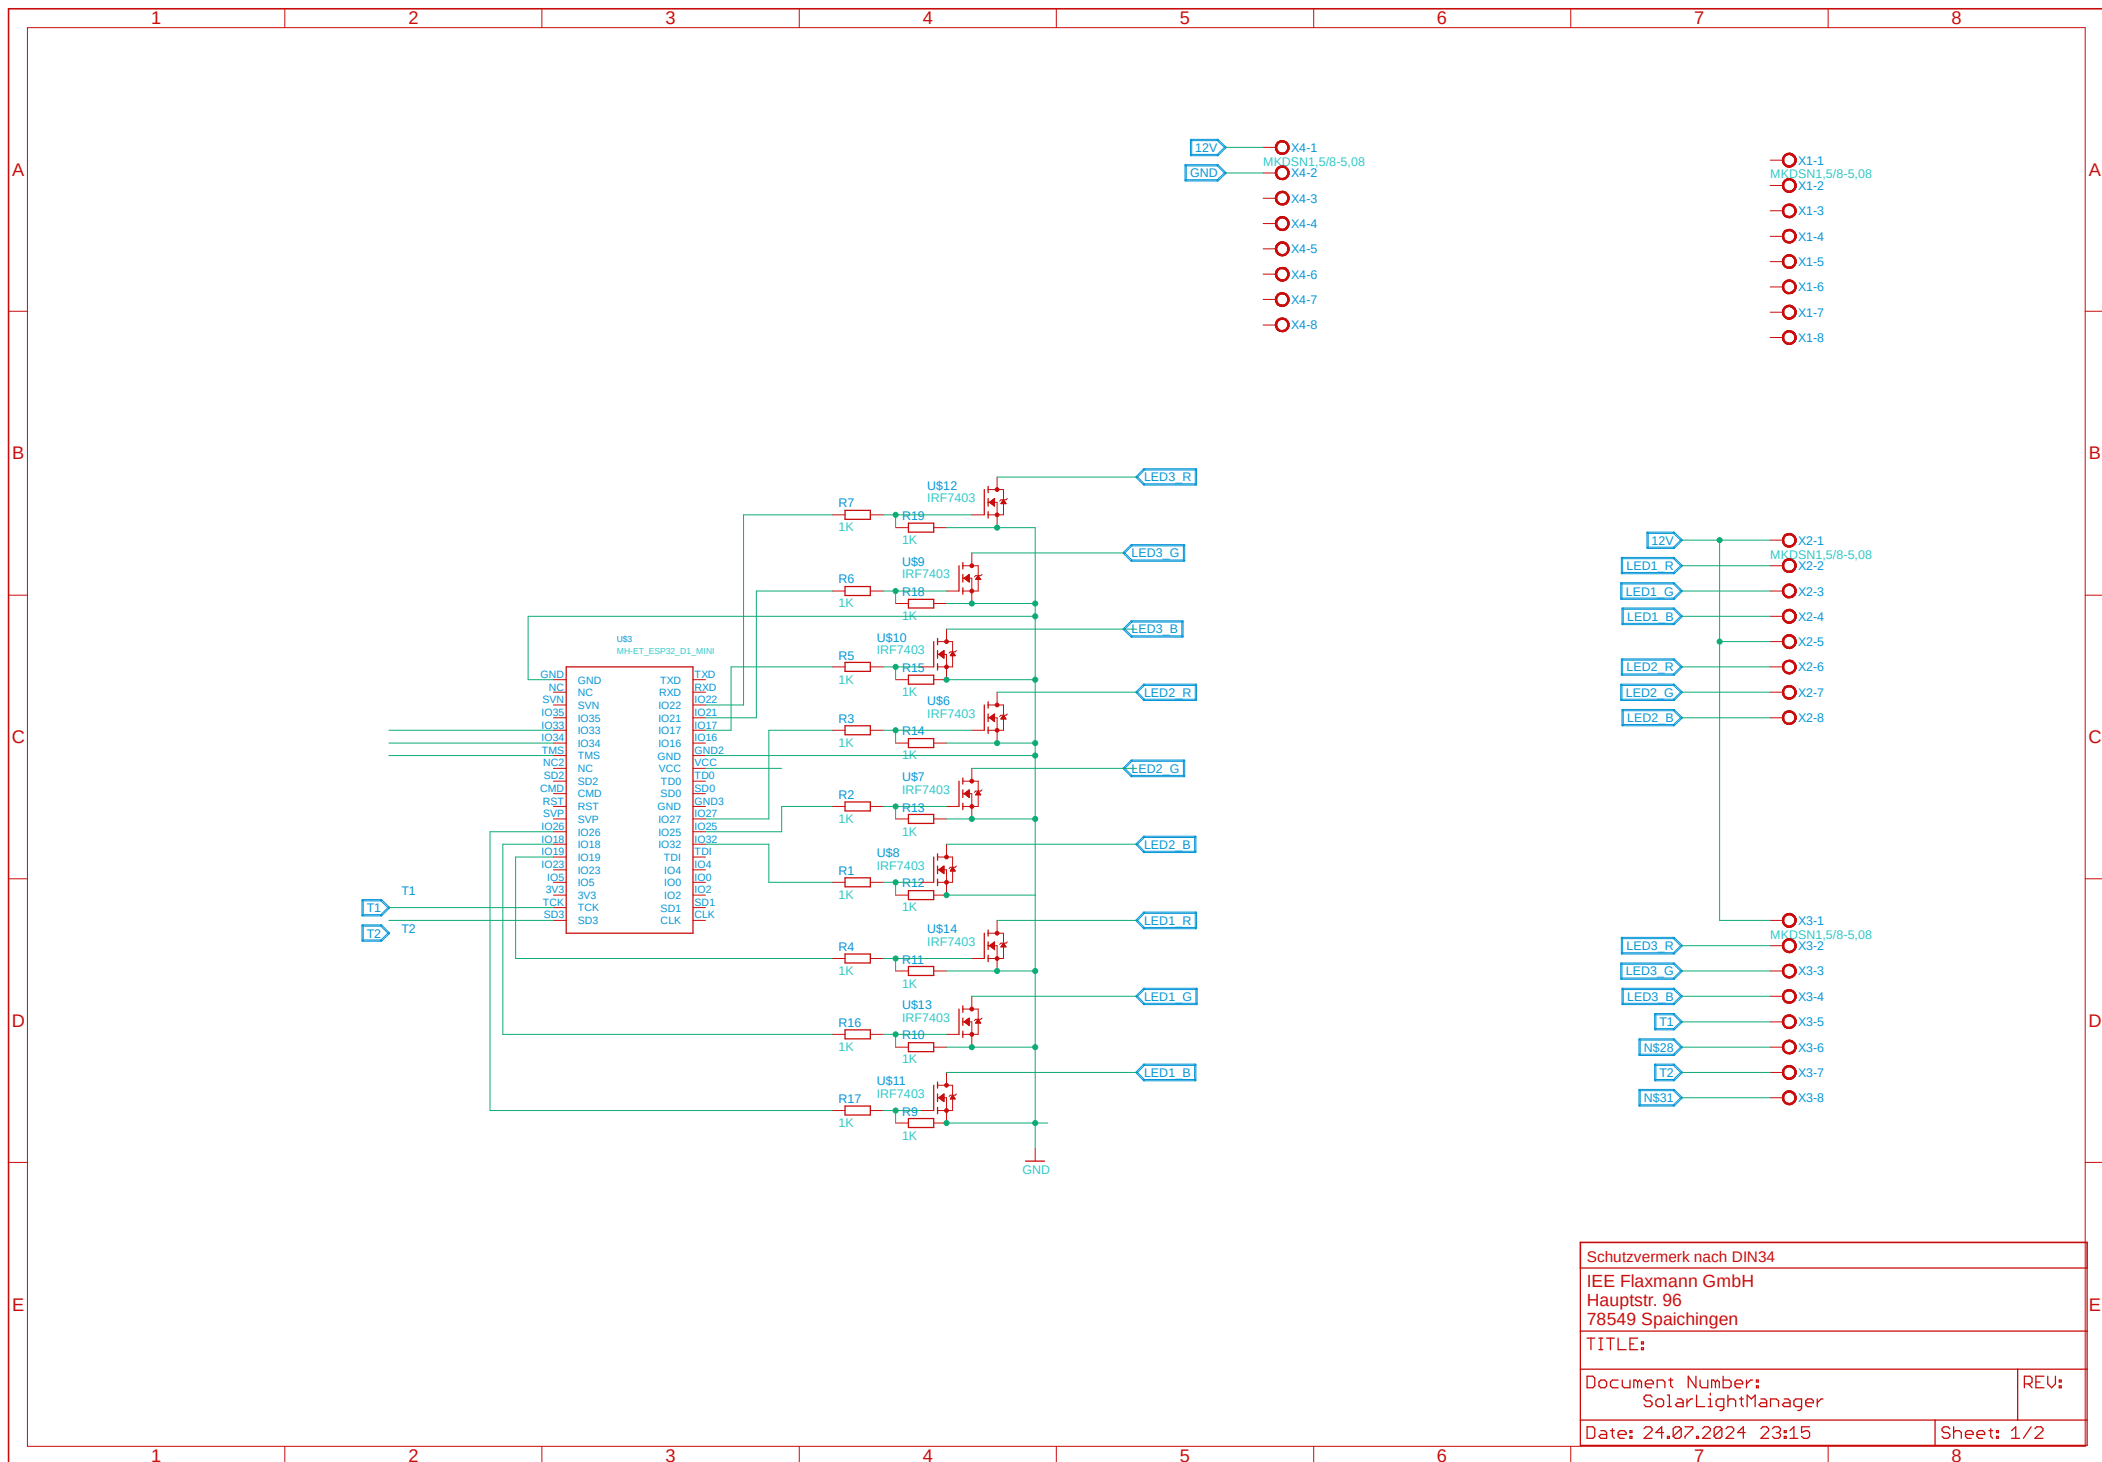 1 2 3 4 5 6 7 8
A A
B B
C C
D D
E E
12V X4-1
MKDSN1,5/8-5,08
GND X4-2
X4-3
X4-4
X4-5
X4-6
X4-7
X4-8
X1-1
MKDSN1,5/8-5,08
X1-2
X1-3
X1-4
X1-5
X1-6
X1-7
X1-8
U$12
IRF7403
R7
1K
R19
1K
LED3_R
U$9
IRF7403
R6
1K
R18
1K
LED3_G
U$10
IRF7403
R5
1K
R15
1K
LED3_B
U$6
IRF7403
R3
1K
R14
1K
LED2_R
U$7
IRF7403
R2
1K
R13
1K
LED2_G
U$8
IRF7403
R1
1K
R12
1K
LED2_B
U$14
IRF7403
R4
1K
R11
1K
LED1_R
U$13
IRF7403
R16
1K
R10
1K
LED1_G
U$11
IRF7403
R17
1K
R9
1K
LED1_B
GND
U$3
MH-ET_ESP32_D1_MINI
GND GND TXD TXD
NC NC RXD RXD
SVN SVN IO22 IO22
IO35 IO35 IO21 IO21
IO33 IO33 IO17 IO17
IO34 IO34 IO16 IO16
TMS TMS GND GND2
NC2 NC VCC VCC
SD2 SD2 TD0 TD0
CMD CMD SD0 SD0
RST RST GND GND3
SVP SVP IO27 IO27
IO26 IO26 IO25 IO25
IO18 IO18 IO32 IO32
IO19 IO19 TDI TDI
IO23 IO23 IO4 IO4
IO5 IO5 IO0 IO0
3V3 3V3 IO2 IO2
TCK TCK SD1 SD1
SD3 SD3 CLK CLK
T1
T1
T2
T2
12V X2-1
MKDSN1,5/8-5,08
LED1_R X2-2
LED1_G X2-3
LED1_B X2-4
X2-5
LED2_R X2-6
LED2_G X2-7
LED2_B X2-8
X3-1
MKDSN1,5/8-5,08
LED3_R X3-2
LED3_G X3-3
LED3_B X3-4
T1 X3-5
N$28 X3-6
T2 X3-7
N$31 X3-8
Schutzvermerk nach DIN34
IEE Flaxmann GmbH
Hauptstr. 96
78549 Spaichingen
TITLE:
Document Number: REV:
SolarLightManager
Date: 24.07.2024 23:15 Sheet: 1/2
1 2 3 4 5 6 7 8